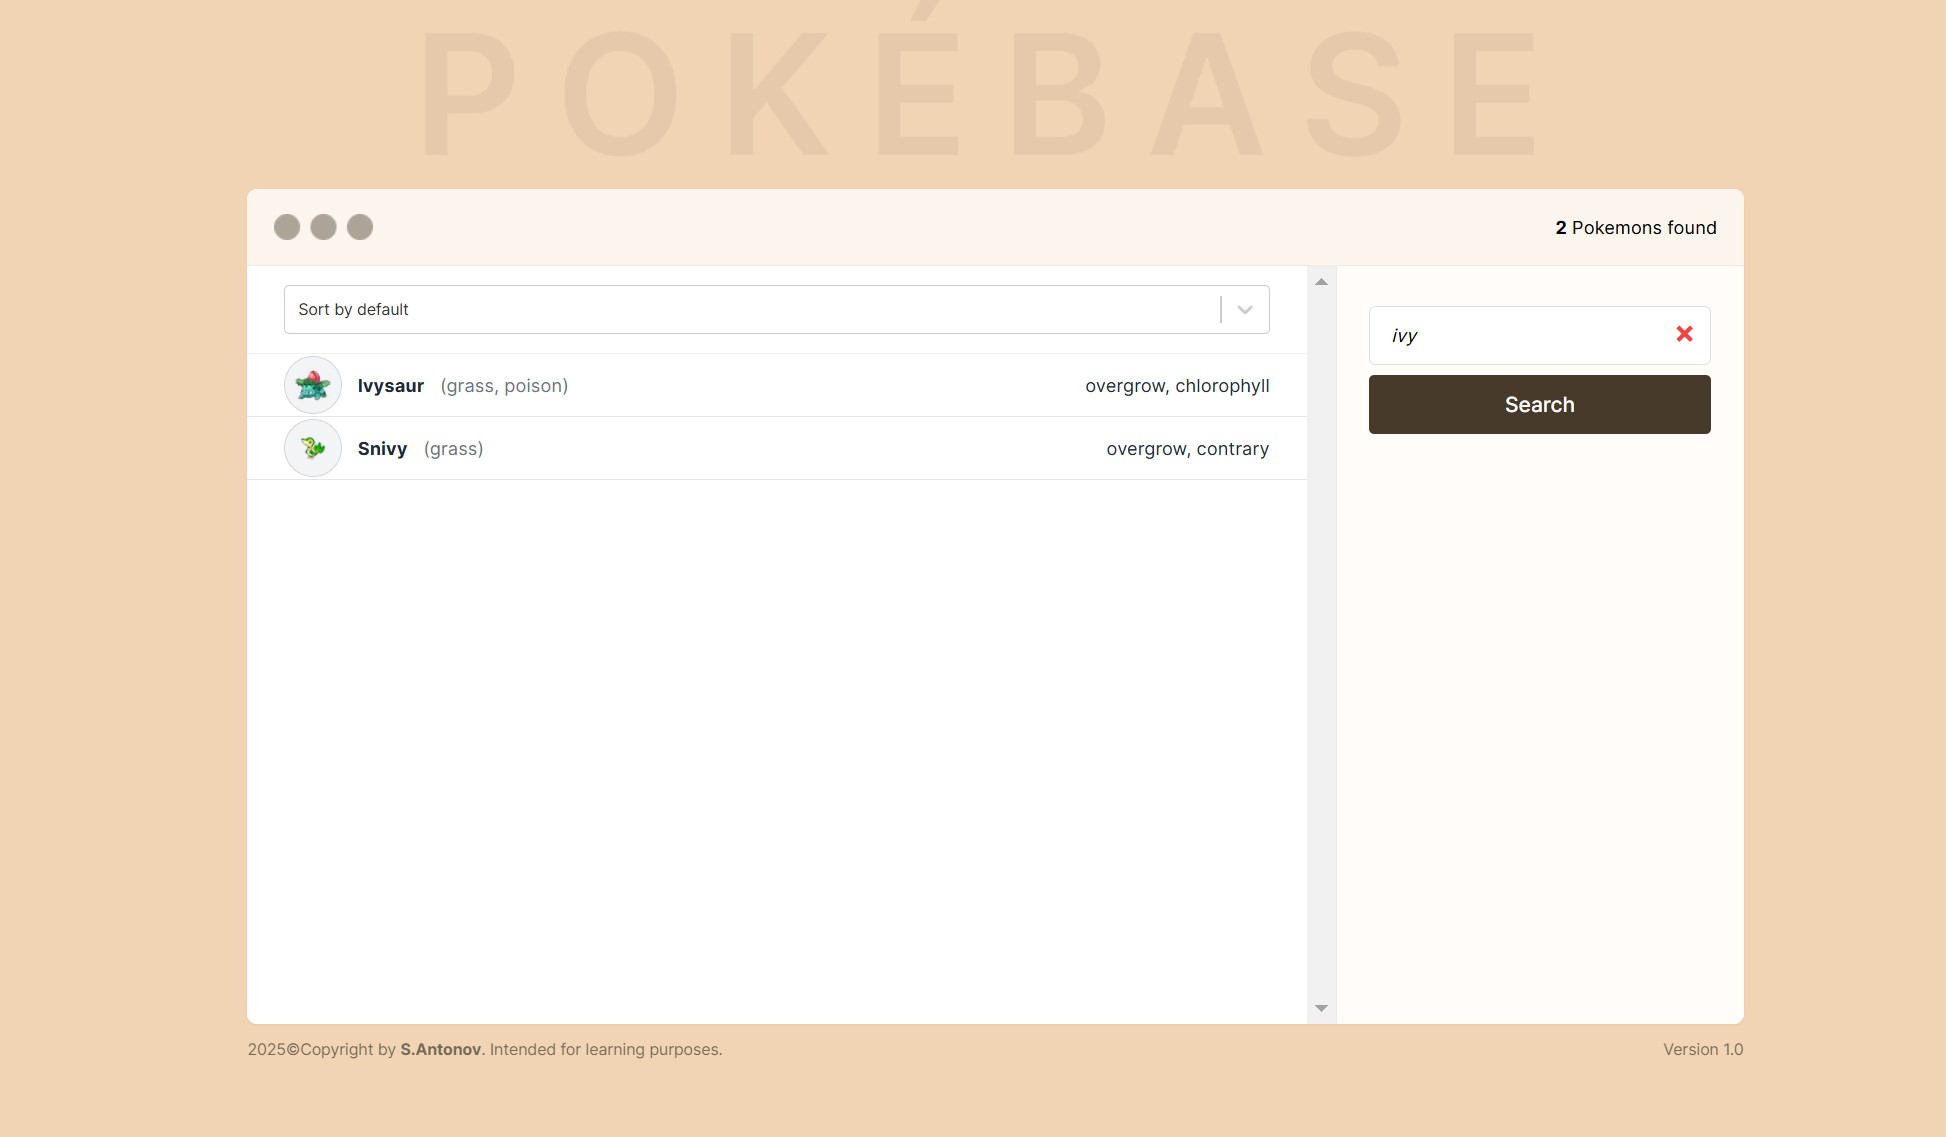 POKÉBASE
2 Pokemons found
Sort by default
ivy
Search
Ivysaur (grass, poison) overgrow, chlorophyll
Snivy (grass) overgrow, contrary
2025©Copyright by S.Antonov. Intended for learning purposes.
Version 1.0